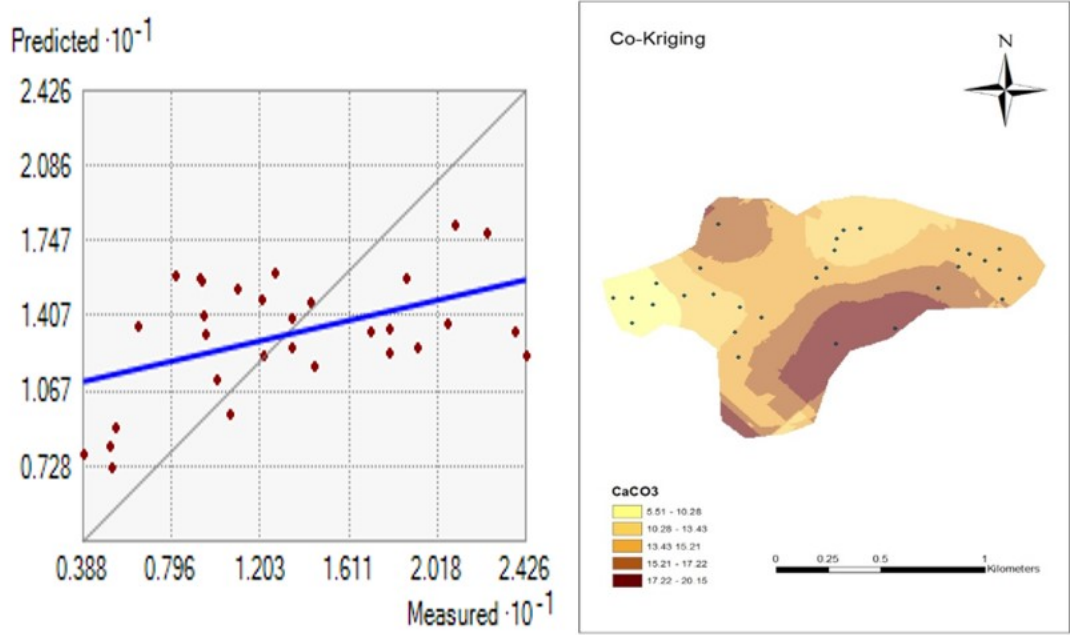 Predicted ·10⁻¹
2.426
2.086
1.747
1.407
1.067
0.728
0.388 0.796 1.203 1.611 2.018 2.426
Measured ·10⁻¹
Co-Kriging
N
CaCO3
5.51 - 10.28
10.28 - 13.43
13.43 15.21
15.21 - 17.22
17.22 - 20.15
0 0.25 0.5 1
Kilometers